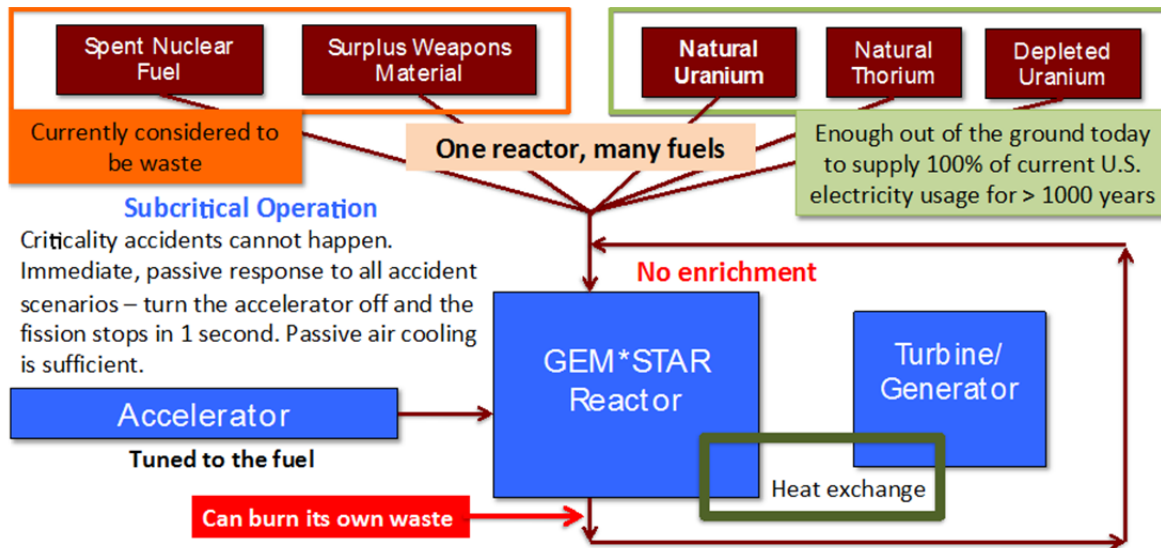 Spent Nuclear
Fuel
Surplus Weapons
Material
Natural
Uranium
Natural
Thorium
Depleted
Uranium
Currently considered to
be waste
One reactor, many fuels
Enough out of the ground today
to supply 100% of current U.S.
electricity usage for > 1000 years
Subcritical Operation
Criticality accidents cannot happen.
Immediate, passive response to all accident
scenarios – turn the accelerator off and the
fission stops in 1 second. Passive air cooling
is sufficient.
No enrichment
GEM*STAR
Reactor
Turbine/
Generator
Accelerator
Tuned to the fuel
Heat exchange
Can burn its own waste